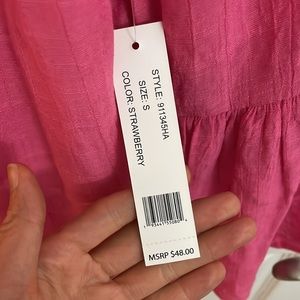 STYLE: 911345HA
SIZE: S
COLOR: STRAWBERRY
MSRP $48.00